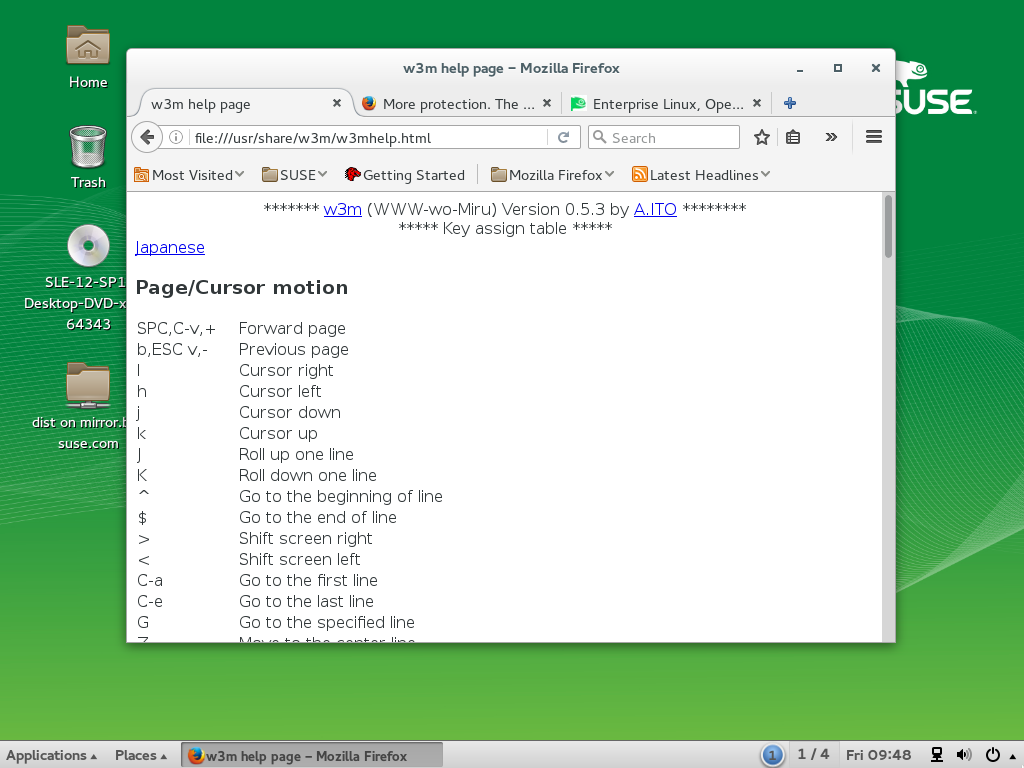 Home
Trash
SLE-12-SP1
Desktop-DVD-x
64343
dist on mirror.b
suse.com
SUSE
w3m help page – Mozilla Firefox
w3m help page
More protection. The ...
Enterprise Linux, Ope...
file:///usr/share/w3m/w3mhelp.html
Search
Most Visited
SUSE
Getting Started
Mozilla Firefox
Latest Headlines
******* w3m (WWW-wo-Miru) Version 0.5.3 by A.ITO ********
***** Key assign table *****
Japanese
Page/Cursor motion
SPC,C-v,+ Forward page
b,ESC v,- Previous page
l Cursor right
h Cursor left
j Cursor down
k Cursor up
J Roll up one line
K Roll down one line
^ Go to the beginning of line
$ Go to the end of line
> Shift screen right
< Shift screen left
C-a Go to the first line
C-e Go to the last line
G Go to the specified line
Z Move to the center line
Applications
Places
w3m help page – Mozilla Firefox
1
1 / 4
Fri 09:48